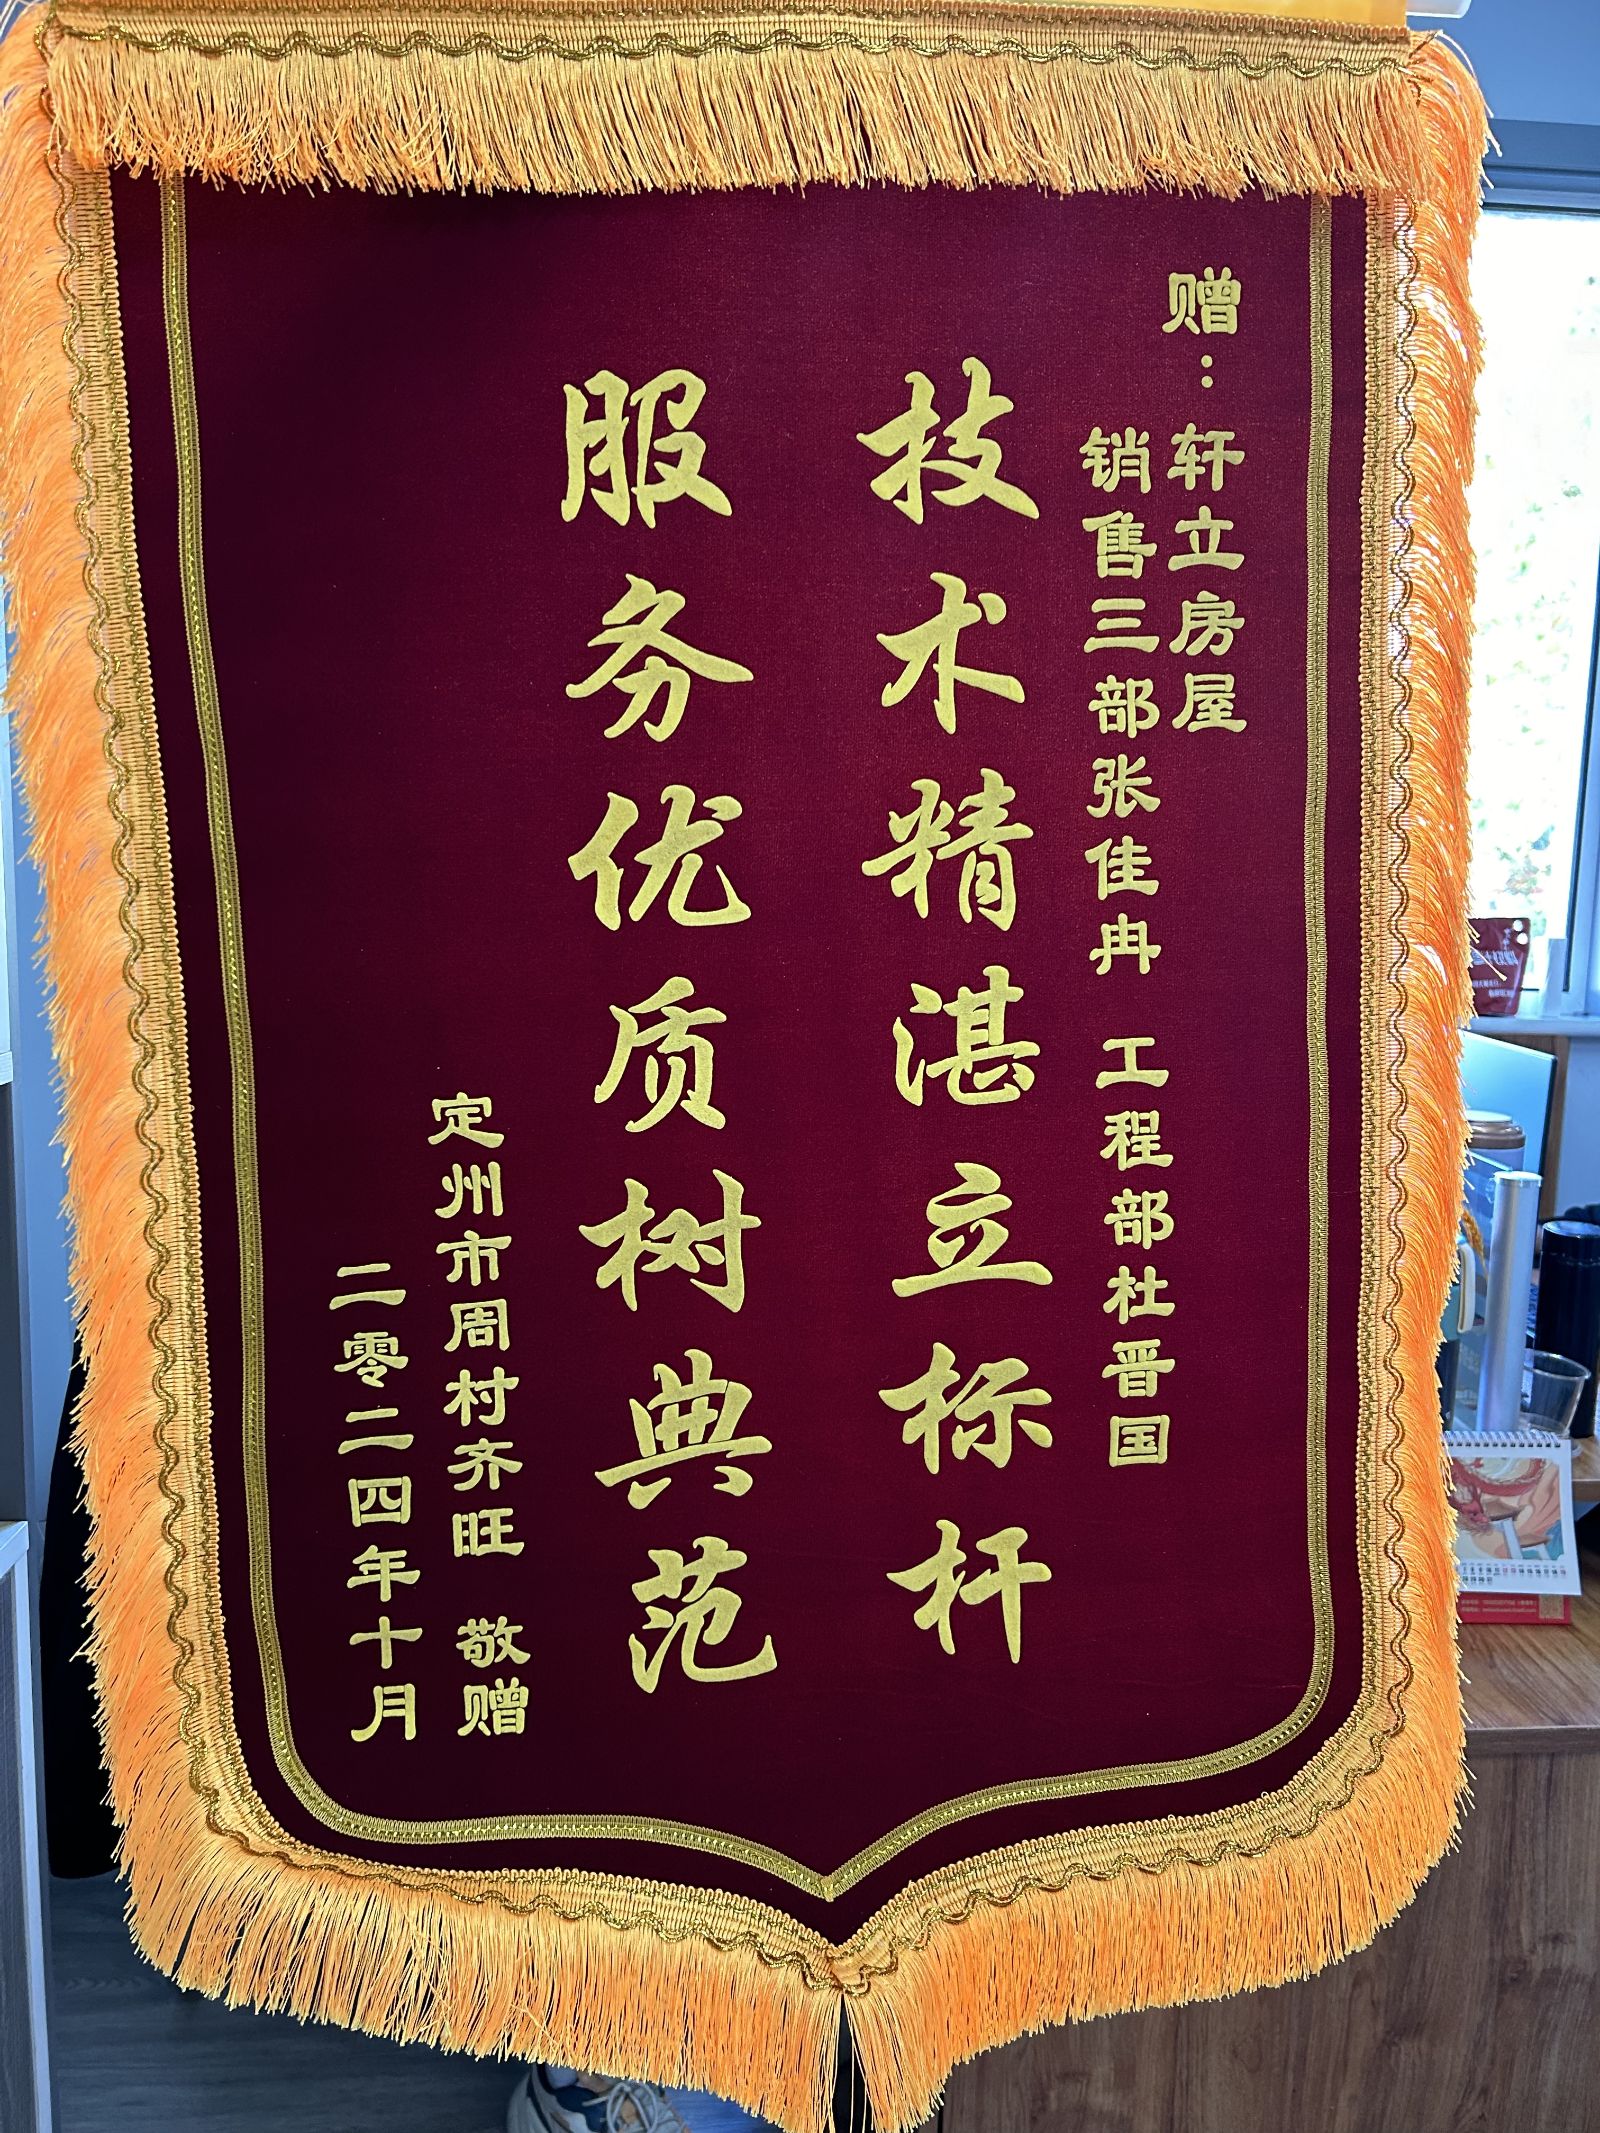 赠：轩立房屋
销售三部张佳冉 工程部杜晋国
技术精湛立标杆
服务优质树典范
定州市周村齐旺 敬赠
二零二四年十月